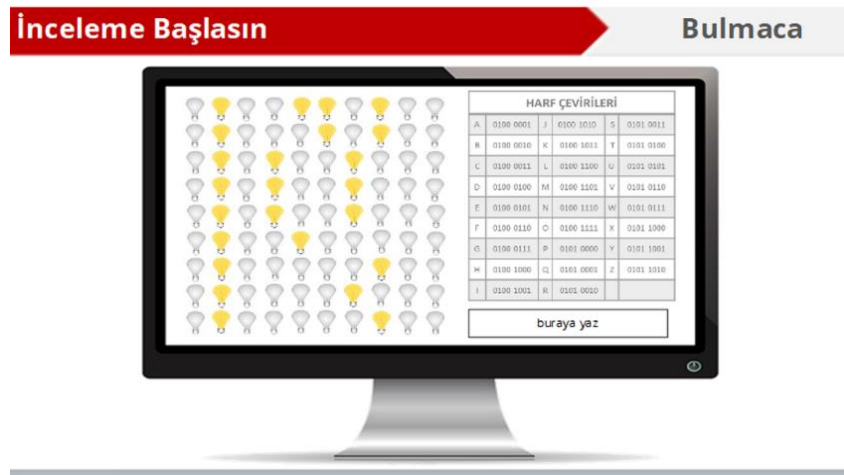 İnceleme Başlasın
Bulmaca
HARF ÇEVİRİLERİ
A 0100 0001 J 0100 1010 S 0101 0011
B 0100 0010 K 0100 1011 T 0101 0100
C 0100 0011 L 0100 1100 U 0101 0101
D 0100 0100 M 0100 1101 V 0101 0110
E 0100 0101 N 0100 1110 W 0101 0111
F 0100 0110 O 0100 1111 X 0101 1000
G 0100 0111 P 0101 0000 Y 0101 1001
H 0100 1000 Q 0101 0001 Z 0101 1010
I 0100 1001 R 0101 0010
buraya yaz